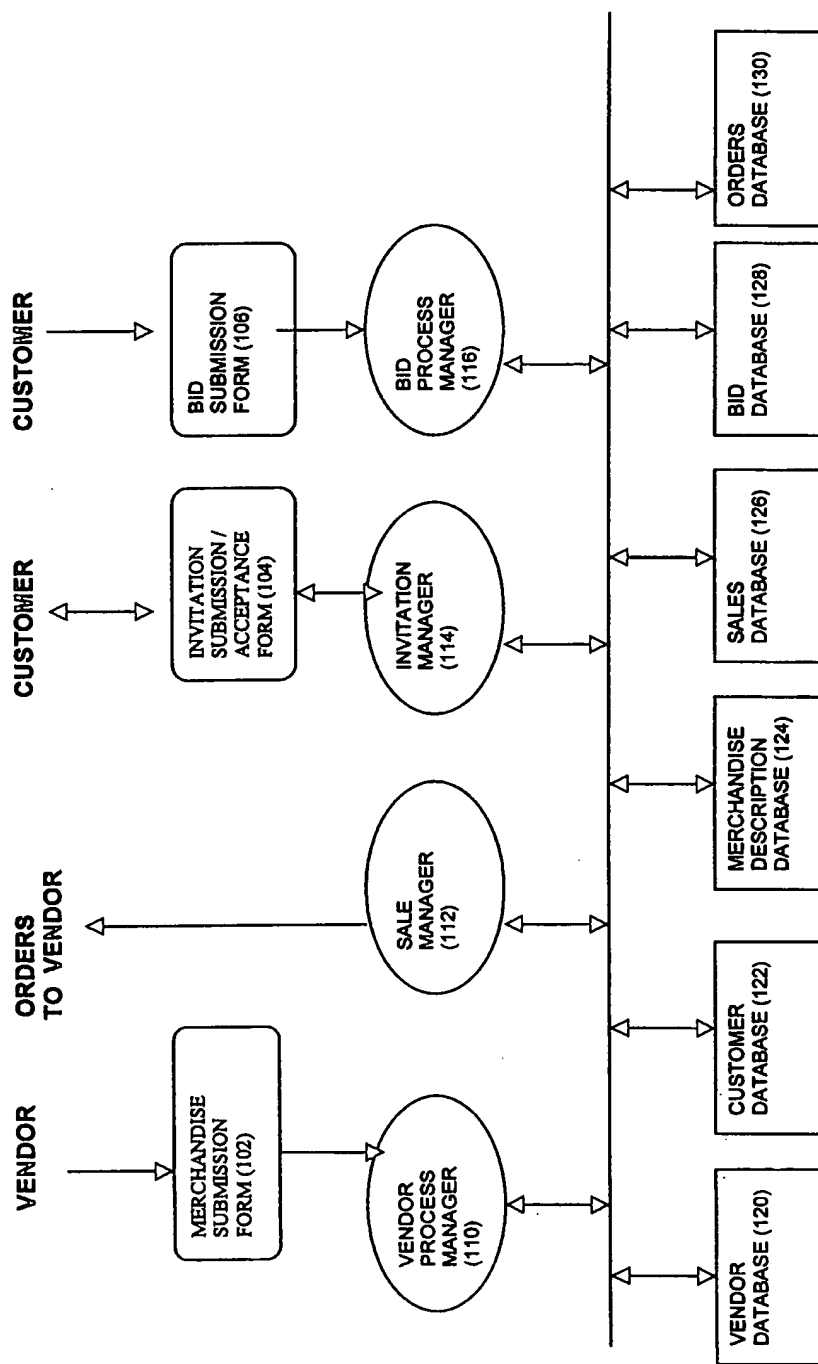 VENDOR
ORDERS
TO VENDOR
CUSTOMER
CUSTOMER
MERCHANDISE
SUBMISSION
FORM (102)
INVITATION
SUBMISSION /
ACCEPTANCE
FORM (104)
BID
SUBMISSION
FORM (106)
VENDOR
PROCESS
MANAGER
(110)
SALE
MANAGER
(112)
INVITATION
MANAGER
(114)
BID
PROCESS
MANAGER
(116)
VENDOR
DATABASE (120)
CUSTOMER
DATABASE (122)
MERCHANDISE
DESCRIPTION
DATABASE (124)
SALES
DATABASE (126)
BID
DATABASE (128)
ORDERS
DATABASE (130)